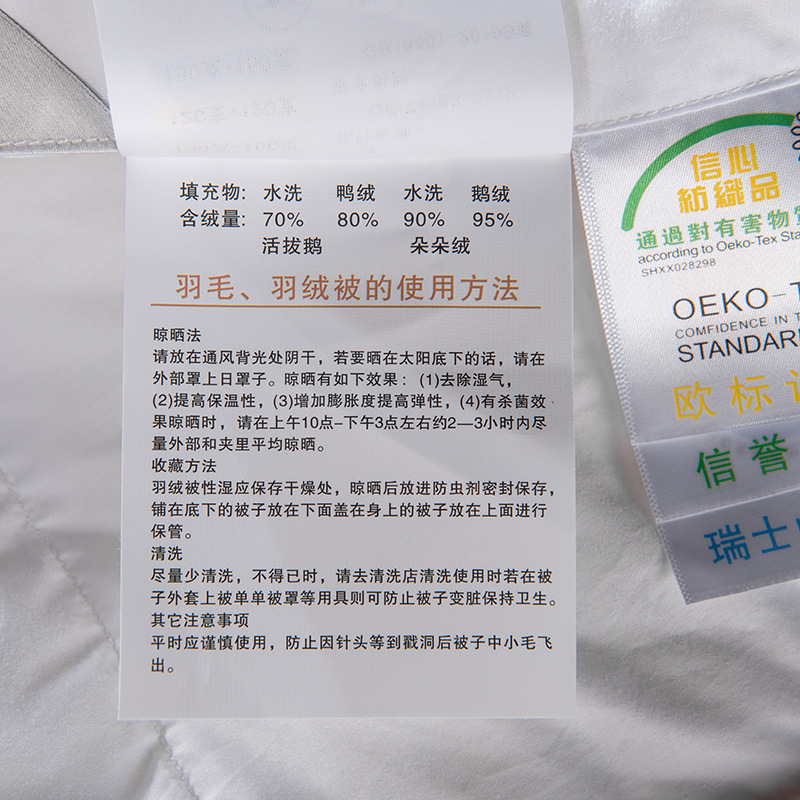 填充物: 水洗 鸭绒 水洗 鹅绒
含绒量: 70% 80% 90% 95%
活拔鹅 朵朵绒
羽毛、羽绒被的使用方法
晾晒法
请放在通风背光处阴干，若要晒在太阳底下的话，请在
外部罩上日罩子。晾晒有如下效果：(1)去除湿气，
(2)提高保温性，(3)增加膨胀度提高弹性，(4)有杀菌效
果晾晒时，请在上午10点–下午3点左右约2—3小时内尽
量外部和夹里平均晾晒。
收藏方法
羽绒被性湿应保存干燥处，晾晒后放进防虫剂密封保存，
铺在底下的被子放在下面盖在身上的被子放在上面进行
保管。
清洗
尽量少清洗，不得已时，请去清洗店清洗使用时若在被
子外套上被单单被罩等用具则可防止被子变脏保持卫生。
其它注意事项
平时应谨慎使用，防止因针头等到戳洞后被子中小毛飞
出。
信心
紡織品
通過對有害物
according to Oeko-Tex Sta
SHXX028298
OEKO-T
COMFIDENCE IN T
STANDAR
欧标
信誉
瑞士